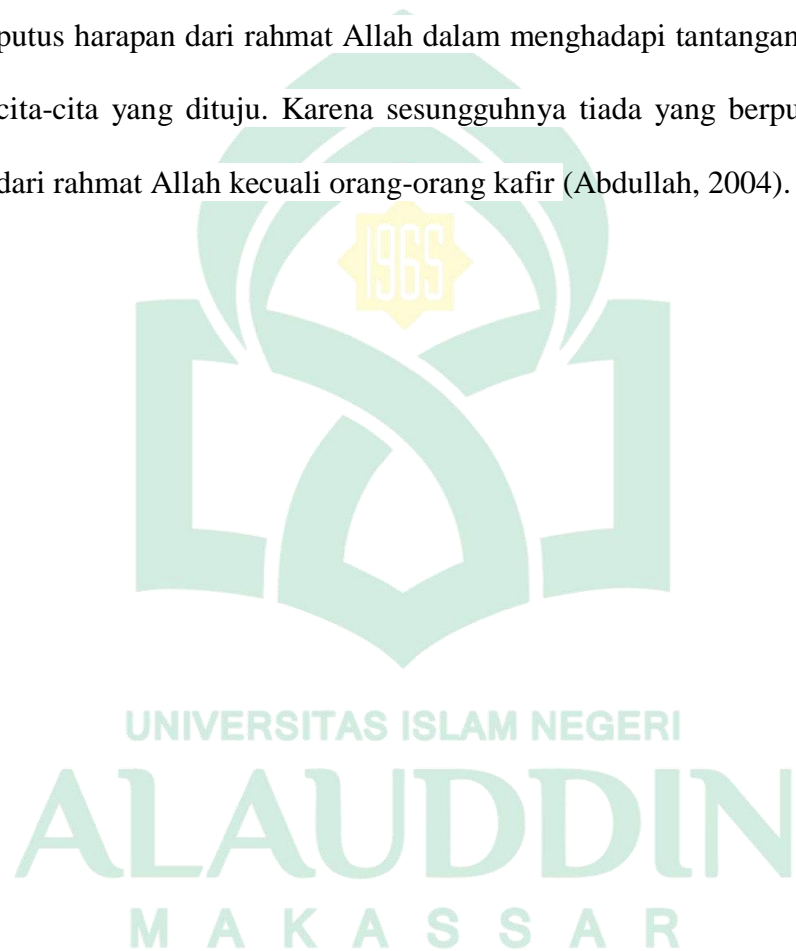 putus harapan dari rahmat Allah dalam menghadapi tantangan
cita-cita yang dituju. Karena sesungguhnya tiada yang berpu
dari rahmat Allah kecuali orang-orang kafir (Abdullah, 2004).
1965
UNIVERSITAS ISLAM NEGERI
ALAUDDIN
MAKASSAR